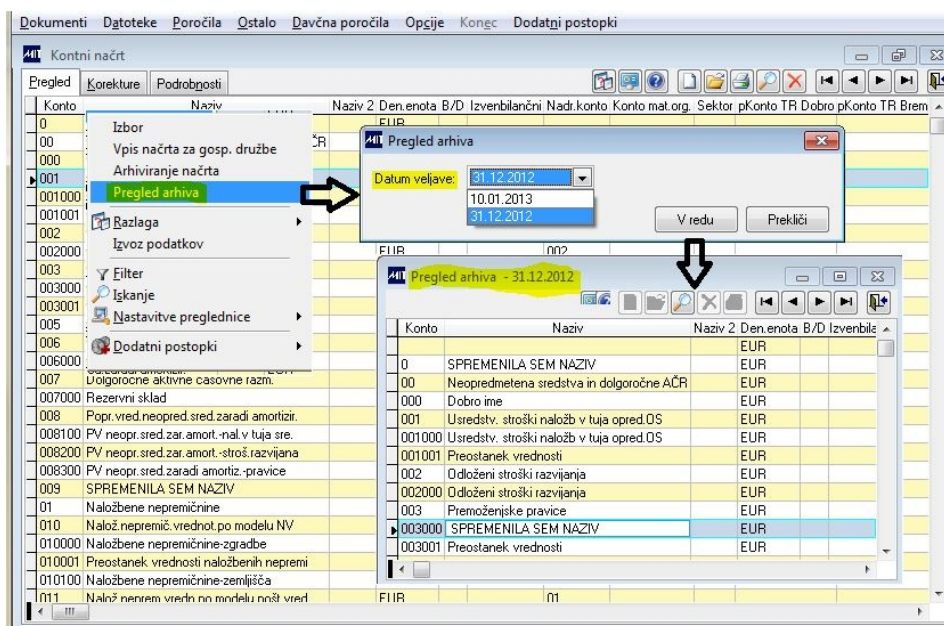 Dokumenti Datoteke Poročila Ostalo Davčna poročila Opcije Konec Dodatni postopki
Kontni načrt
Pregled Korekture Podrobnosti
Konto Naziv Naziv 2 Den.enota B/D Izvenbilančni Nadr.konto Konto mat.org. Sektor pKonto TR Dobro pKonto TR Brem
0 EUR
00 ČR
000
001
001000
001001
002
002000 EUR 002
003
003000
003001
005
006
006000
007 Dolgoročne aktivne časovne razm.
007000 Rezervni sklad
008 Popr.vred.neopred.sred.zaradi amortizir.
008100 PV neopr.sred.zar.amort.-nal.v tuja sre.
008200 PV neopr.sred.zar.amort.-stroš.razvijana
008300 PV neopr.sred.zaradi amortiz.-pravice
009 SPREMENILA SEM NAZIV
01 Naložbene nepremičnine
010 Nalož.nepremič.vrednot.po modelu NV
010000 Naložbene nepremičnine-zgradbe
010001 Preostanek vrednosti naložbenih nepremi
010100 Naložbene nepremičnine-zemljišča
011 Nalož neprem vredn po modelu pošt vred EUR 01
Izbor
Vpis načrta za gosp. družbe
Arhiviranje načrta
Pregled arhiva
Razlaga
Izvoz podatkov
Filter
Iskanje
Nastavitve preglednice
Dodatni postopki
Pregled arhiva
Datum veljave: 31.12.2012
10.01.2013
31.12.2012
V redu Prekliči
Pregled arhiva - 31.12.2012
Konto Naziv Naziv 2 Den.enota B/D Izvenbila
EUR
0 SPREMENILA SEM NAZIV EUR
00 Neopredmetena sredstva in dolgoročne AČR EUR
000 Dobro ime EUR
001 Usredstv. stroški naložb v tuja opred.OS EUR
001000 Usredstv. stroški naložb v tuja opred.OS EUR
001001 Preostanek vrednosti EUR
002 Odloženi stroški razvijanja EUR
002000 Odloženi stroški razvijanja EUR
003 Premoženjske pravice EUR
003000 SPREMENILA SEM NAZIV EUR
003001 Preostanek vrednosti EUR